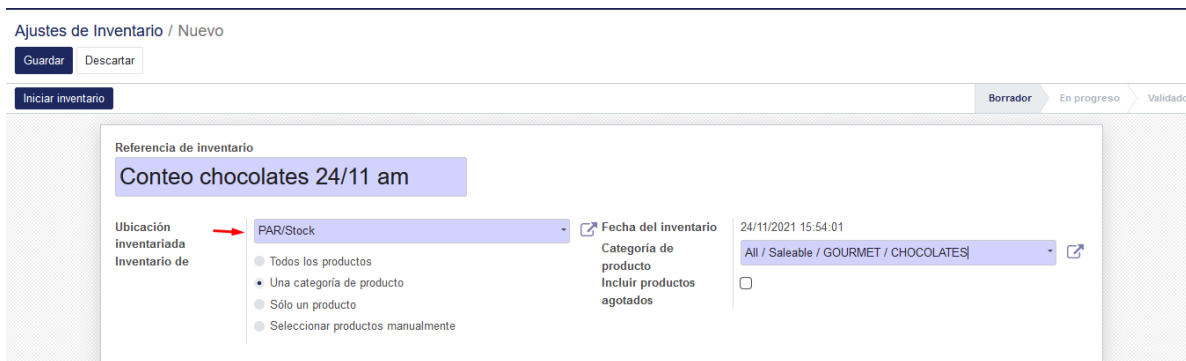 Ajustes de Inventario / Nuevo
Guardar Descartar
Iniciar inventario Borrador En progreso Validado
Referencia de inventario
Conteo chocolates 24/11 am
Ubicación inventariada PAR/Stock
Inventario de
Todos los productos
Una categoría de producto
Sólo un producto
Seleccionar productos manualmente
Fecha del inventario 24/11/2021 15:54:01
Categoría de producto All / Saleable / GOURMET / CHOCOLATES
Incluir productos agotados